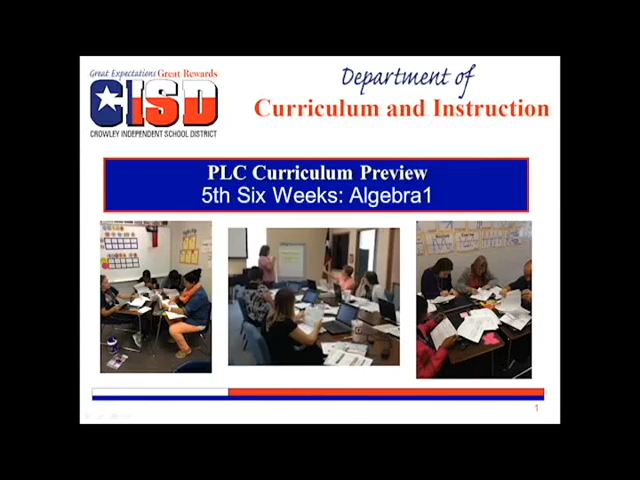 Great Expectations Great Rewards
CISD
CROWLEY INDEPENDENT SCHOOL DISTRICT
Department of
Curriculum and Instruction
PLC Curriculum Preview
5th Six Weeks: Algebra1
1